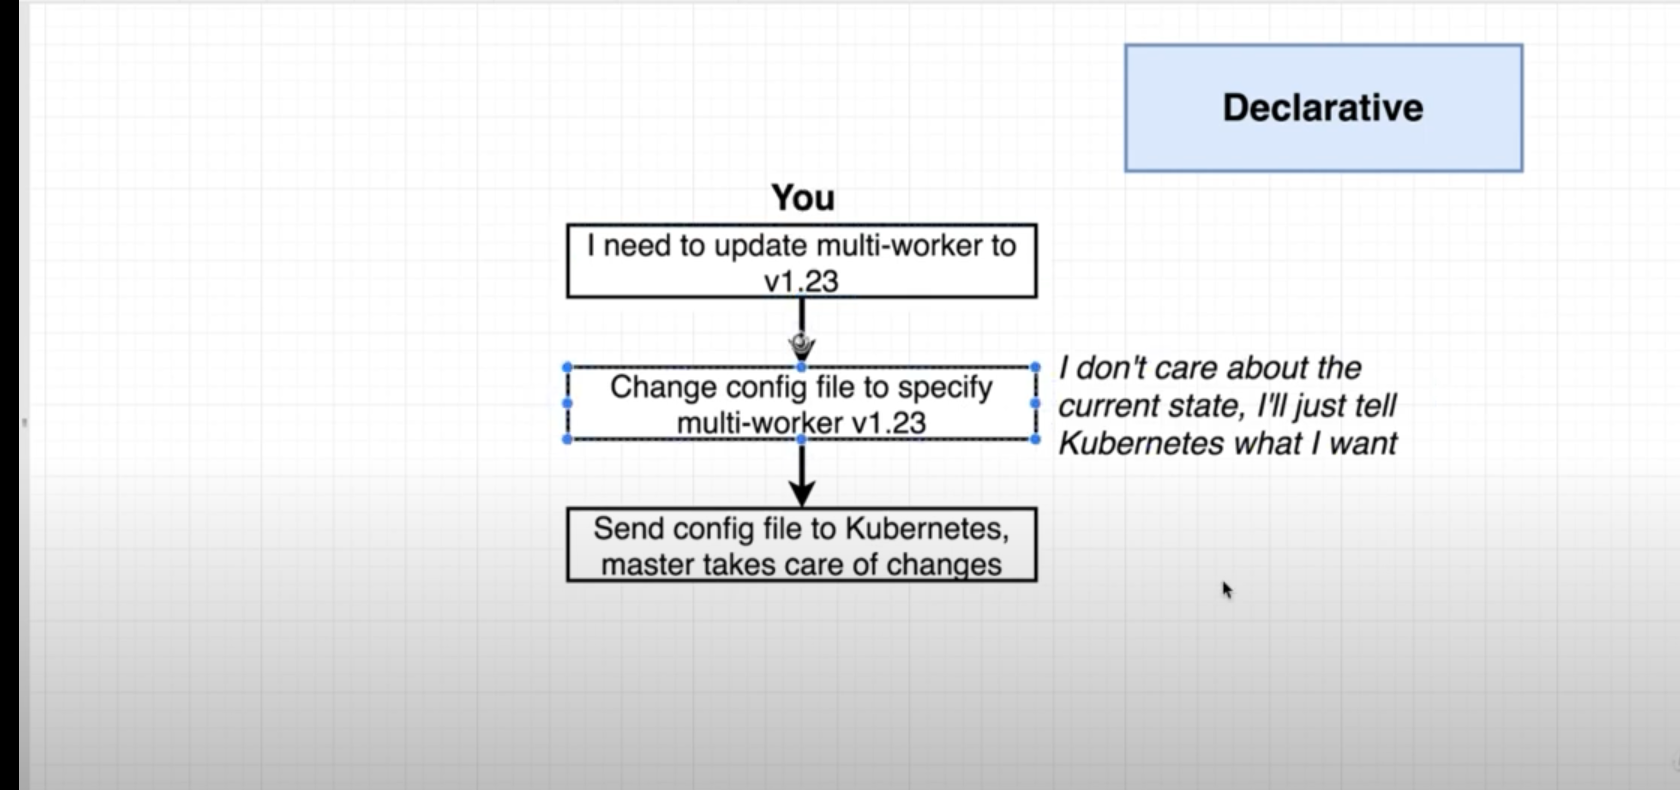 Declarative
You
I need to update multi-worker to
v1.23
Change config file to specify
multi-worker v1.23
I don't care about the
current state, I'll just tell
Kubernetes what I want
Send config file to Kubernetes,
master takes care of changes